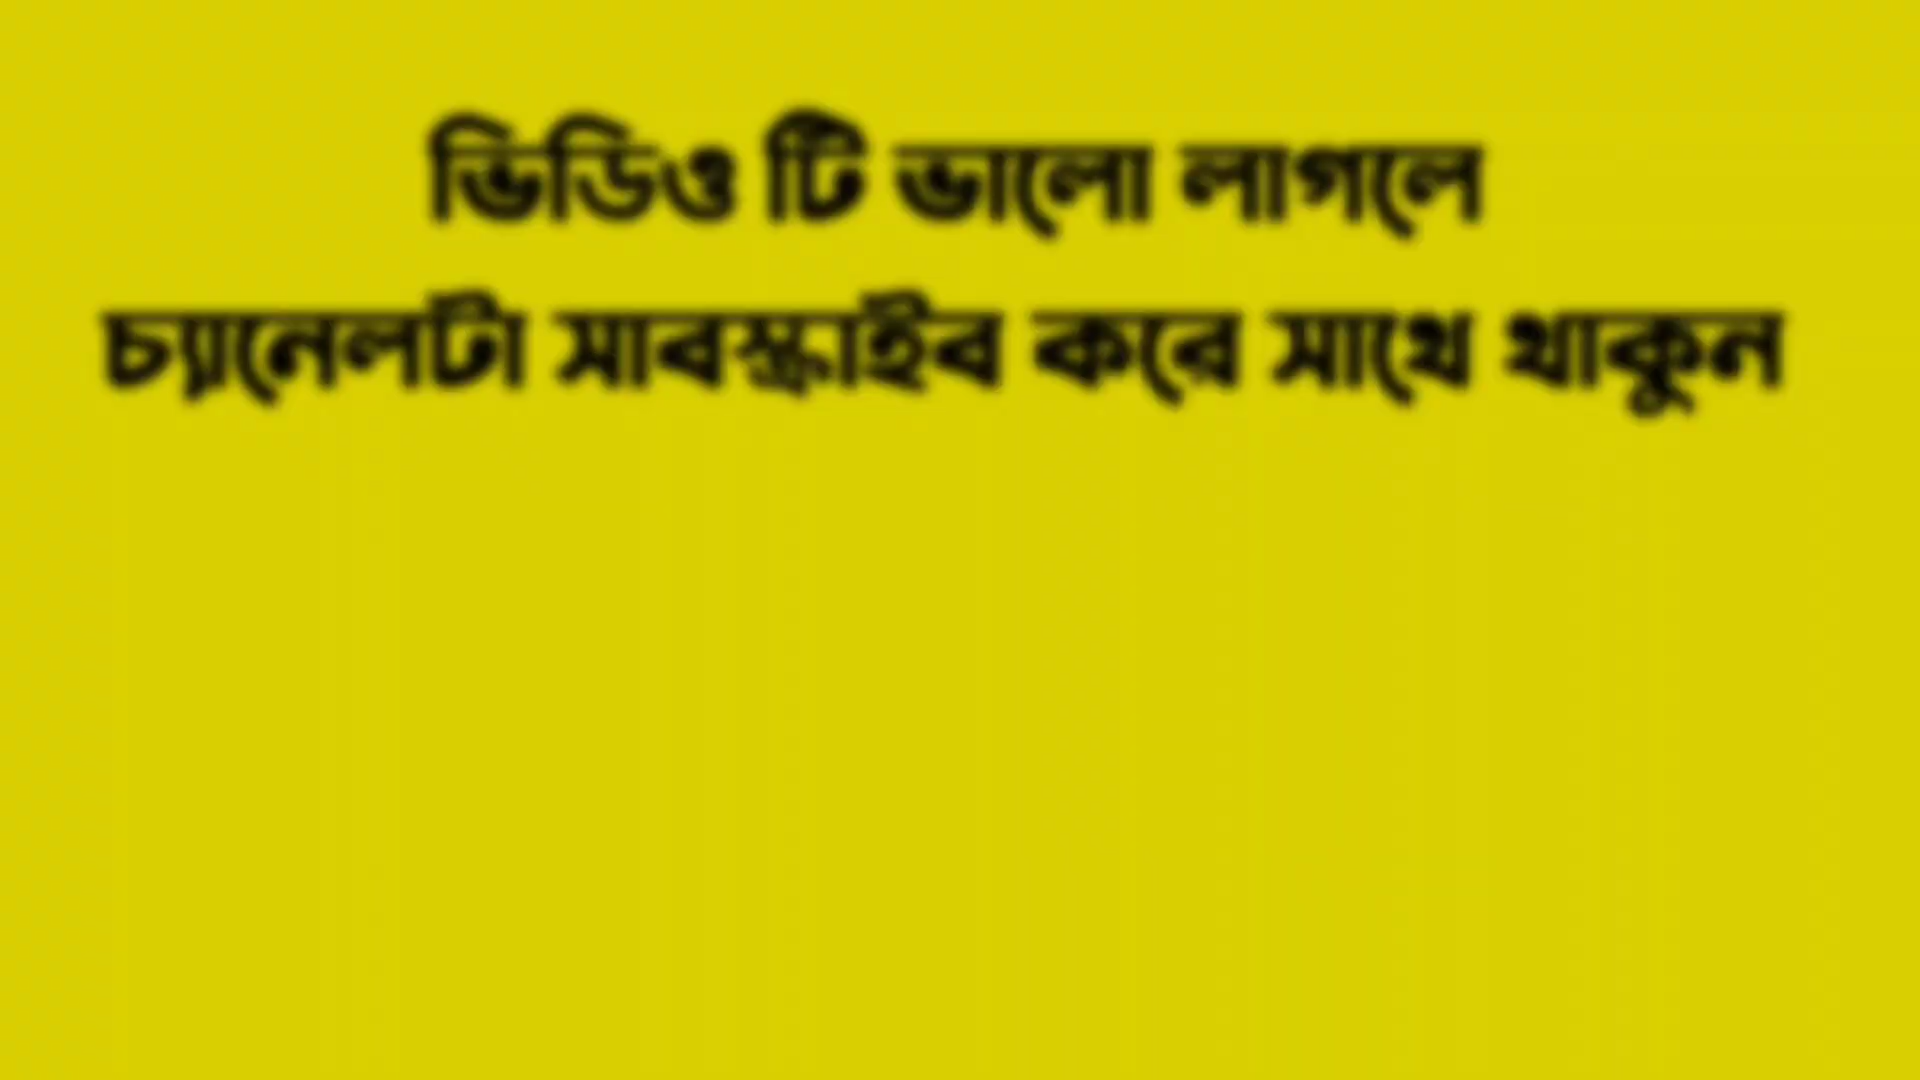 ভিডিও টি ভালো লাগলে
চ্যানেলটা সাবস্ক্রাইব করে সাথে থাকুন